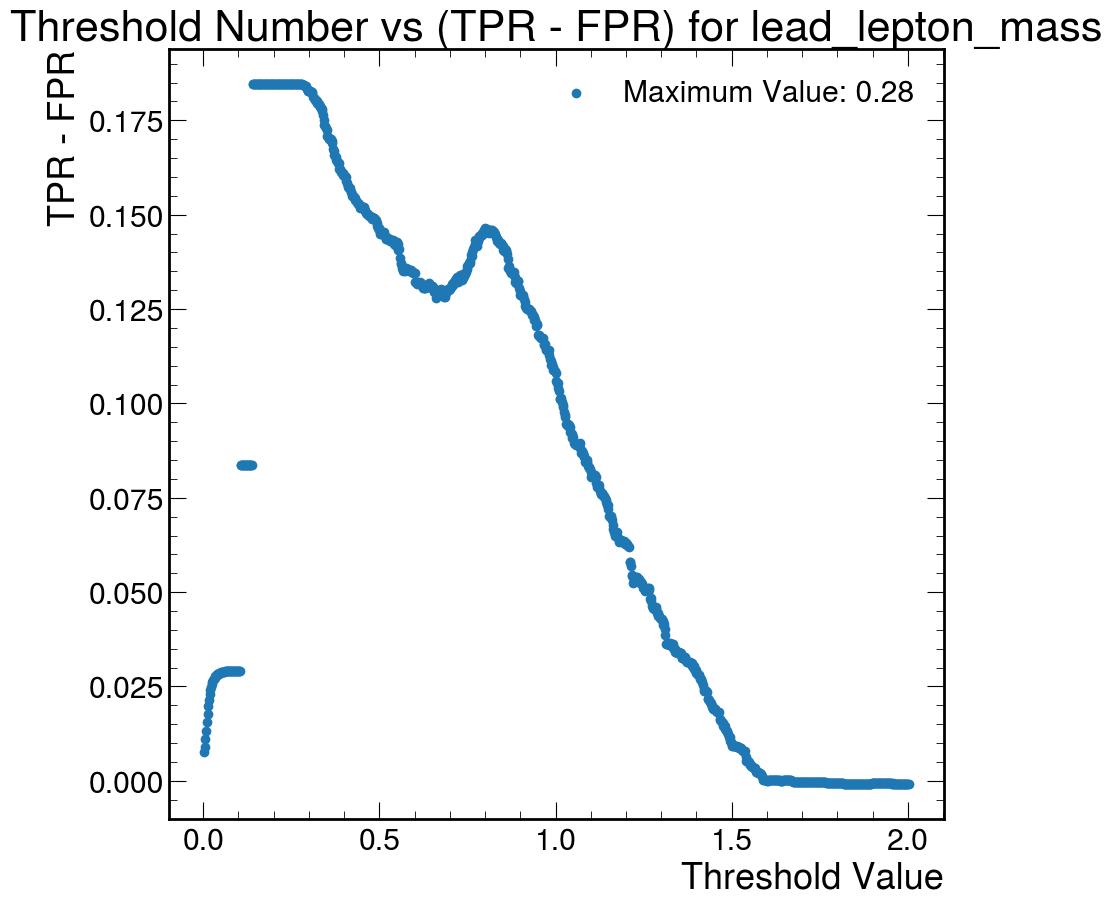 Threshold Number vs (TPR - FPR) for lead_lepton_mass
TPR - FPR
Maximum Value: 0.28
0.175
0.150
0.125
0.100
0.075
0.050
0.025
0.000
0.0 0.5 1.0 1.5 2.0
Threshold Value